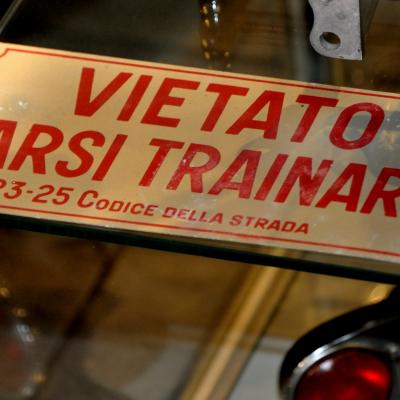 VIETATO
ARSI TRAINAR
23-25 CODICE DELLA STRADA